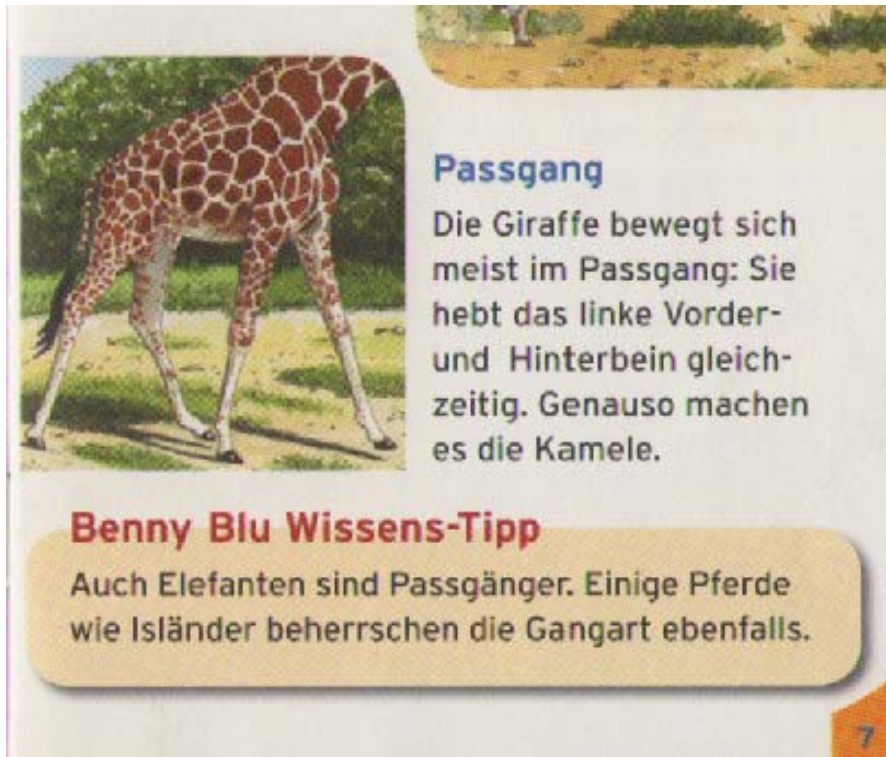 Passgang
Die Giraffe bewegt sich
meist im Passgang: Sie
hebt das linke Vorder-
und Hinterbein gleich-
zeitig. Genauso machen
es die Kamele.
Benny Blu Wissens-Tipp
Auch Elefanten sind Passgänger. Einige Pferde
wie Isländer beherrschen die Gangart ebenfalls.
7